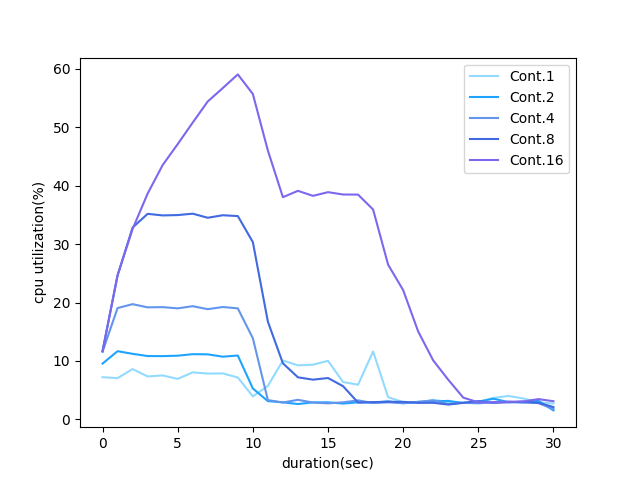 60
50
40
30
20
10
0
cpu utilization(%)
Cont.1
Cont.2
Cont.4
Cont.8
Cont.16
0 5 10 15 20 25 30
duration(sec)